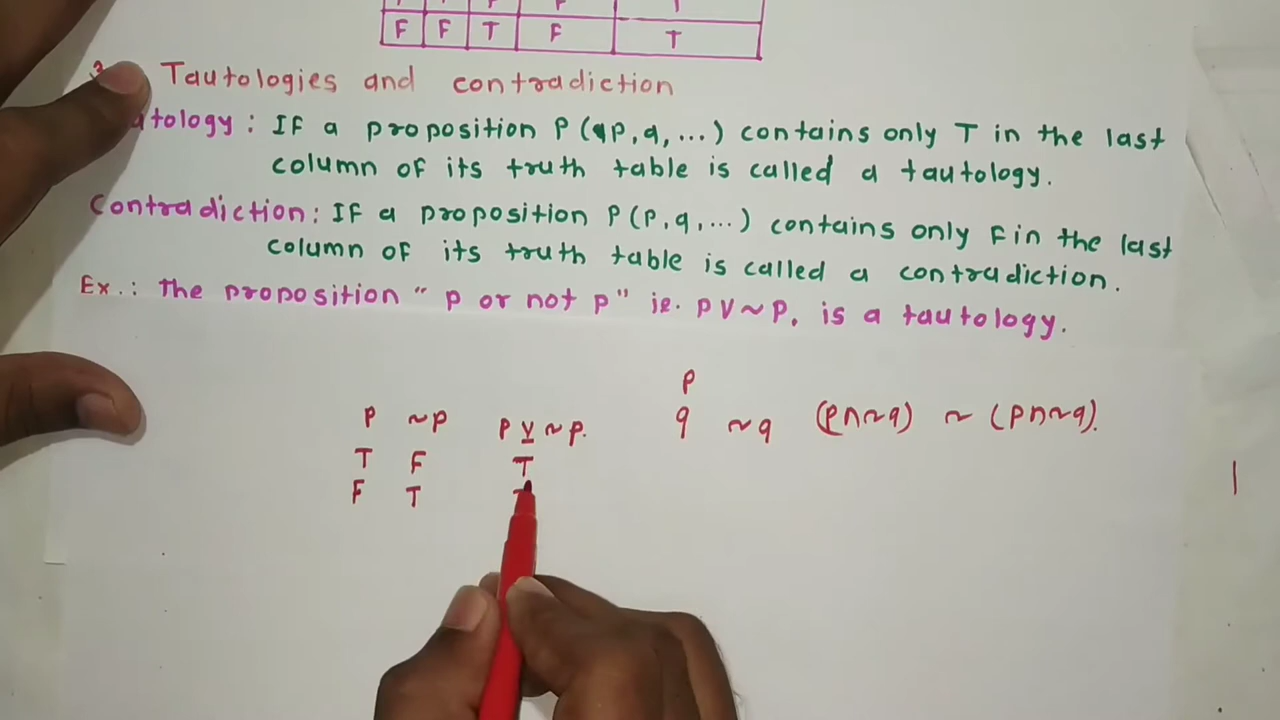 F F T F T
Tautologies and contradiction
tology: If a proposition P(qp,q,...) contains only T in the last
column of its truth table is called a tautology.
Contradiction: If a proposition P(p,q,...) contains only F in the last
column of its truth table is called a contradiction.
Ex.: The proposition "p or not p" ie. p∨~p, is a tautology.
p
p ~p p ∨ ~p. q ~q (p∩~q) ~(p∩~q).
T F T
F T T